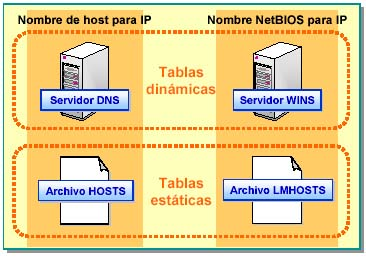 Nombre de host para IP
Nombre NetBIOS para IP
Servidor DNS
Tablas
dinámicas
Servidor WINS
Archivo HOSTS
Tablas
estáticas
Archivo LMHOSTS